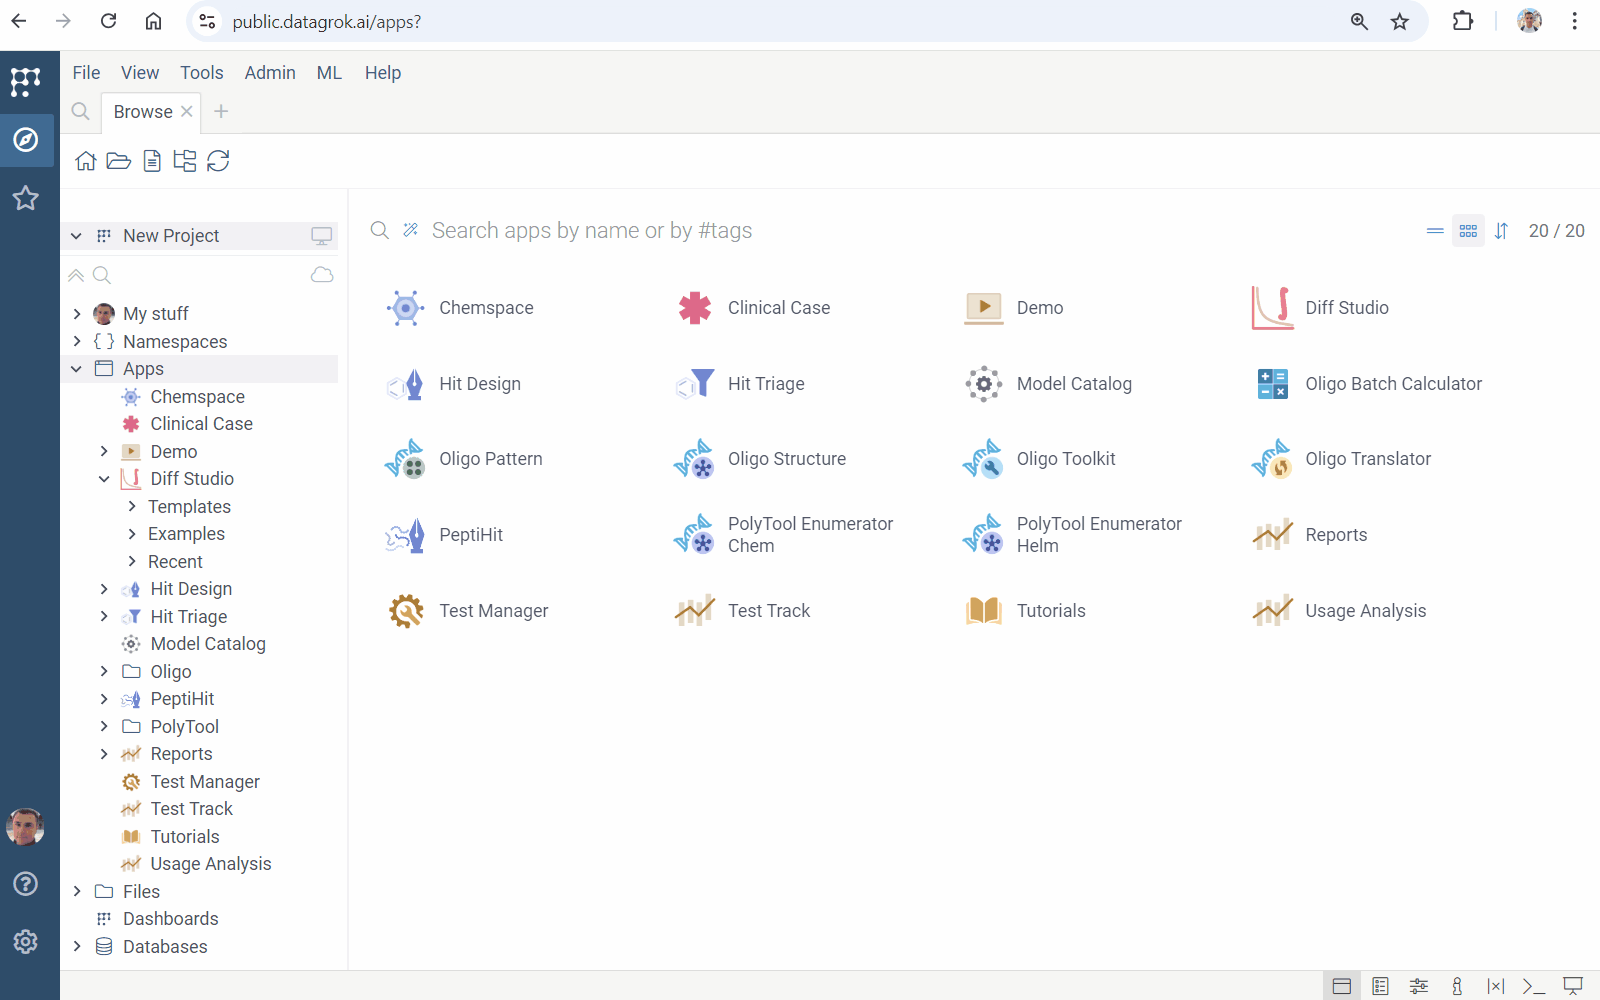 public.datagrok.ai/apps?
File View Tools Admin ML Help
Browse
New Project
My stuff
Namespaces
Apps
Chemspace
Clinical Case
Demo
Diff Studio
Templates
Examples
Recent
Hit Design
Hit Triage
Model Catalog
Oligo
PeptiHit
PolyTool
Reports
Test Manager
Test Track
Tutorials
Usage Analysis
Files
Dashboards
Databases
Search apps by name or by #tags
20 / 20
Chemspace
Clinical Case
Demo
Diff Studio
Hit Design
Hit Triage
Model Catalog
Oligo Batch Calculator
Oligo Pattern
Oligo Structure
Oligo Toolkit
Oligo Translator
PeptiHit
PolyTool Enumerator
Chem
PolyTool Enumerator
Helm
Reports
Test Manager
Test Track
Tutorials
Usage Analysis